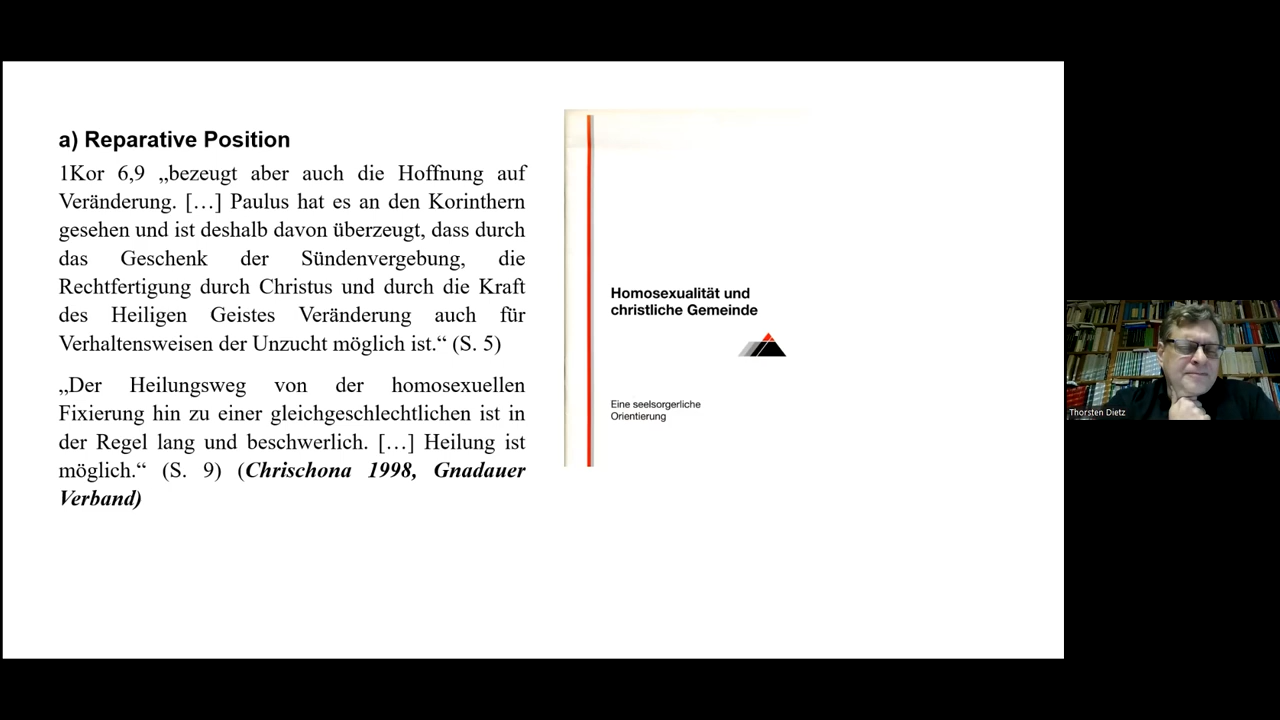 a) Reparative Position
1Kor 6,9 „bezeugt aber auch die Hoffnung auf
Veränderung. […] Paulus hat es an den Korinthern
gesehen und ist deshalb davon überzeugt, dass durch
das Geschenk der Sündenvergebung, die
Rechtfertigung durch Christus und durch die Kraft
des Heiligen Geistes Veränderung auch für
Verhaltensweisen der Unzucht möglich ist.“ (S. 5)
„Der Heilungsweg von der homosexuellen
Fixierung hin zu einer gleichgeschlechtlichen ist in
der Regel lang und beschwerlich. […] Heilung ist
möglich.“ (S. 9) (Chrischona 1998, Gnadauer
Verband)
Homosexualität und
christliche Gemeinde
Eine seelsorgerliche
Orientierung
Thorsten Dietz